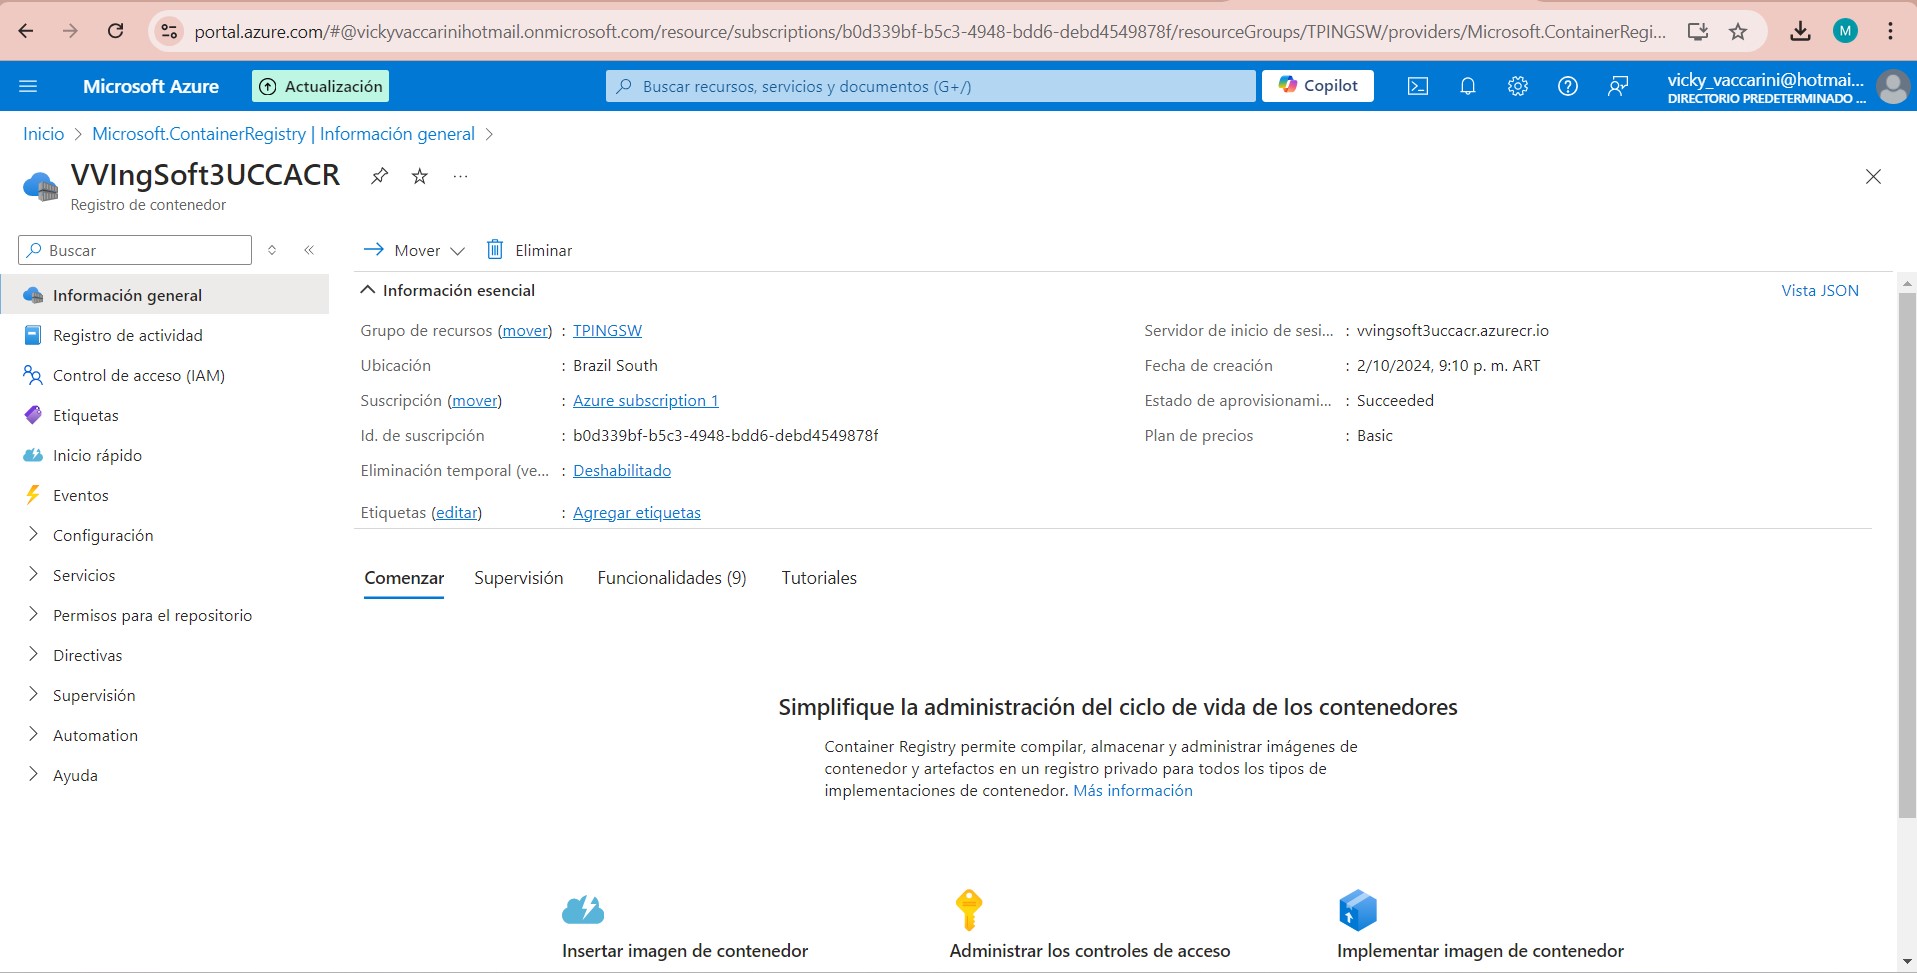 portal.azure.com/#@vickyvaccarinihotmail.onmicrosoft.com/resource/subscriptions/b0d339bf-b5c3-4948-bdd6-debd4549878f/resourceGroups/TPINGSW/providers/Microsoft.ContainerRegi...
M
Microsoft Azure
Actualización
Buscar recursos, servicios y documentos (G+/)
Copilot
vicky_vaccarini@hotmai...
DIRECTORIO PREDETERMINADO ...
Inicio > Microsoft.ContainerRegistry | Información general >
VVIngSoft3UCCACR
Registro de contenedor
Buscar
Mover
Eliminar
Información general
Registro de actividad
Control de acceso (IAM)
Etiquetas
Inicio rápido
Eventos
Configuración
Servicios
Permisos para el repositorio
Directivas
Supervisión
Automation
Ayuda
Información esencial
Vista JSON
Grupo de recursos (mover) : TPINGSW
Ubicación : Brazil South
Suscripción (mover) : Azure subscription 1
Id. de suscripción : b0d339bf-b5c3-4948-bdd6-debd4549878f
Eliminación temporal (ve... : Deshabilitado
Etiquetas (editar) : Agregar etiquetas
Servidor de inicio de sesi... : vvingsoft3uccacr.azurecr.io
Fecha de creación : 2/10/2024, 9:10 p. m. ART
Estado de aprovisionami... : Succeeded
Plan de precios : Basic
Comenzar Supervisión Funcionalidades (9) Tutoriales
Simplifique la administración del ciclo de vida de los contenedores
Container Registry permite compilar, almacenar y administrar imágenes de
contenedor y artefactos en un registro privado para todos los tipos de
implementaciones de contenedor. Más información
Insertar imagen de contenedor
Administrar los controles de acceso
Implementar imagen de contenedor